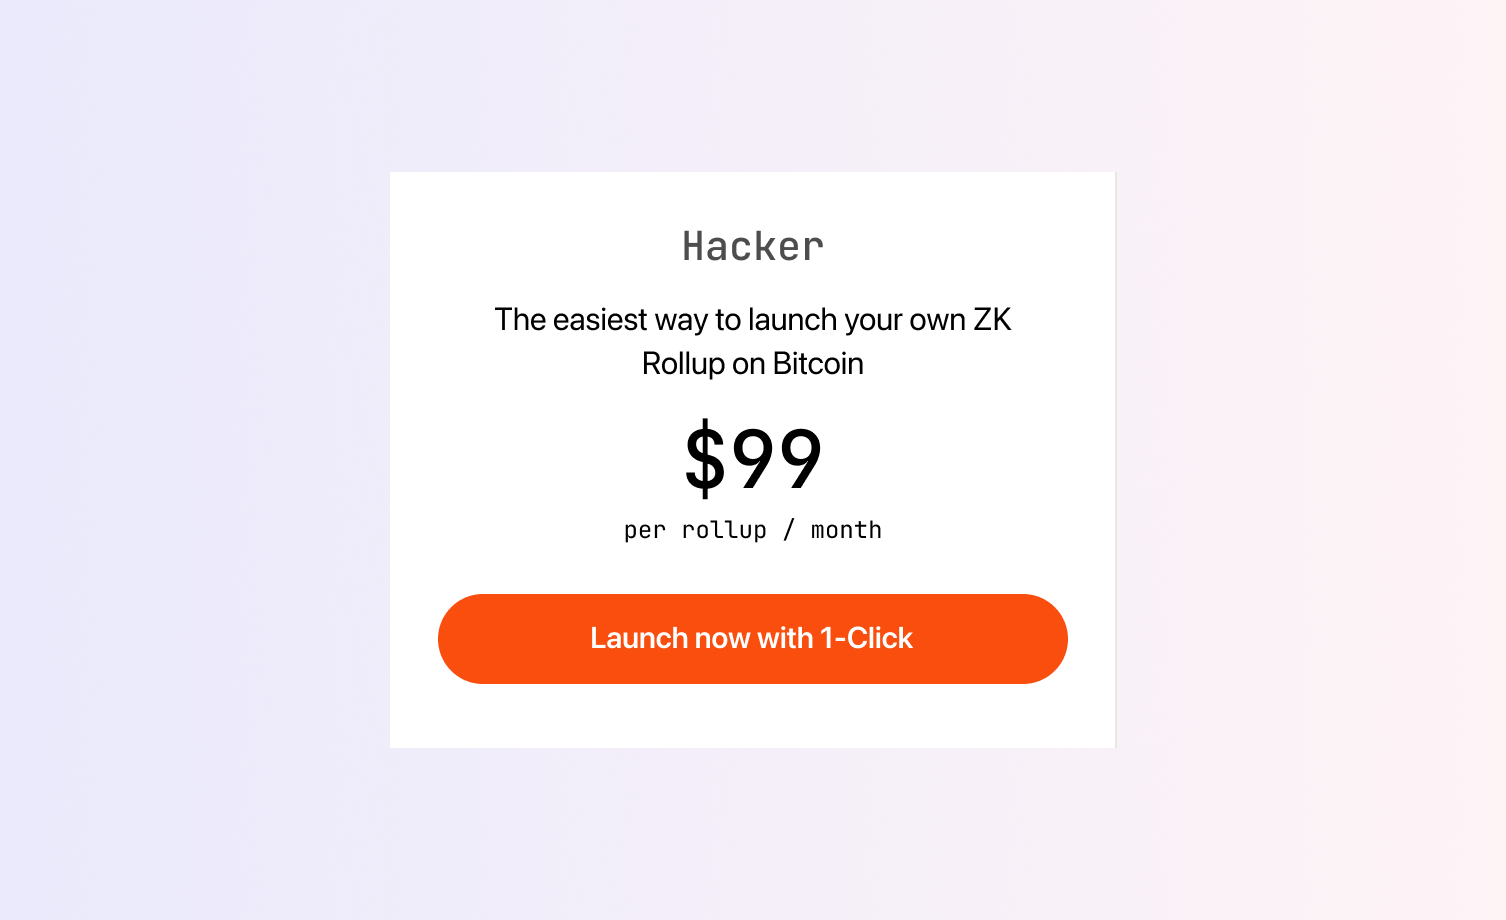 Hacker
The easiest way to launch your own ZK
Rollup on Bitcoin
$99
per rollup / month
Launch now with 1-Click